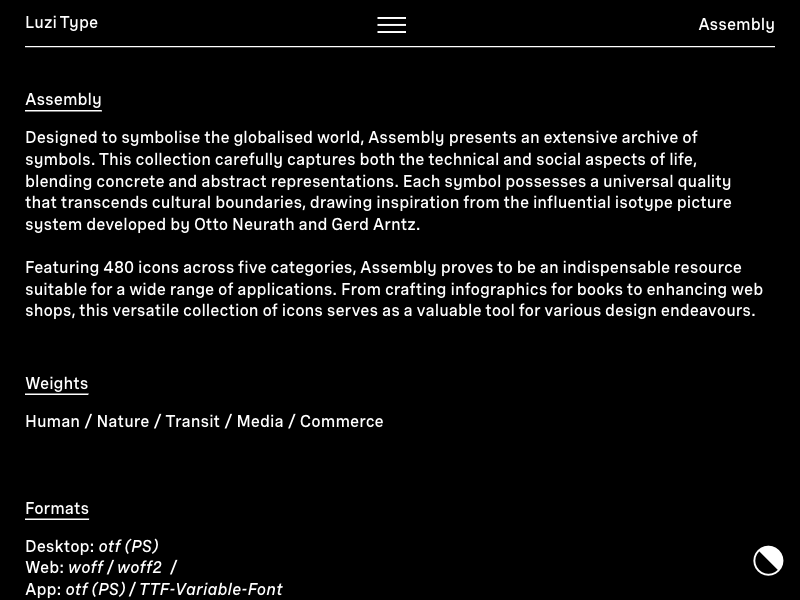 Luzi Type
Assembly
Assembly
Designed to symbolise the globalised world, Assembly presents an extensive archive of
symbols. This collection carefully captures both the technical and social aspects of life,
blending concrete and abstract representations. Each symbol possesses a universal quality
that transcends cultural boundaries, drawing inspiration from the influential isotype picture
system developed by Otto Neurath and Gerd Arntz.
Featuring 480 icons across five categories, Assembly proves to be an indispensable resource
suitable for a wide range of applications. From crafting infographics for books to enhancing web
shops, this versatile collection of icons serves as a valuable tool for various design endeavours.
Weights
Human / Nature / Transit / Media / Commerce
Formats
Desktop: otf (PS)
Web: woff / woff2 /
App: otf (PS) / TTF-Variable-Font